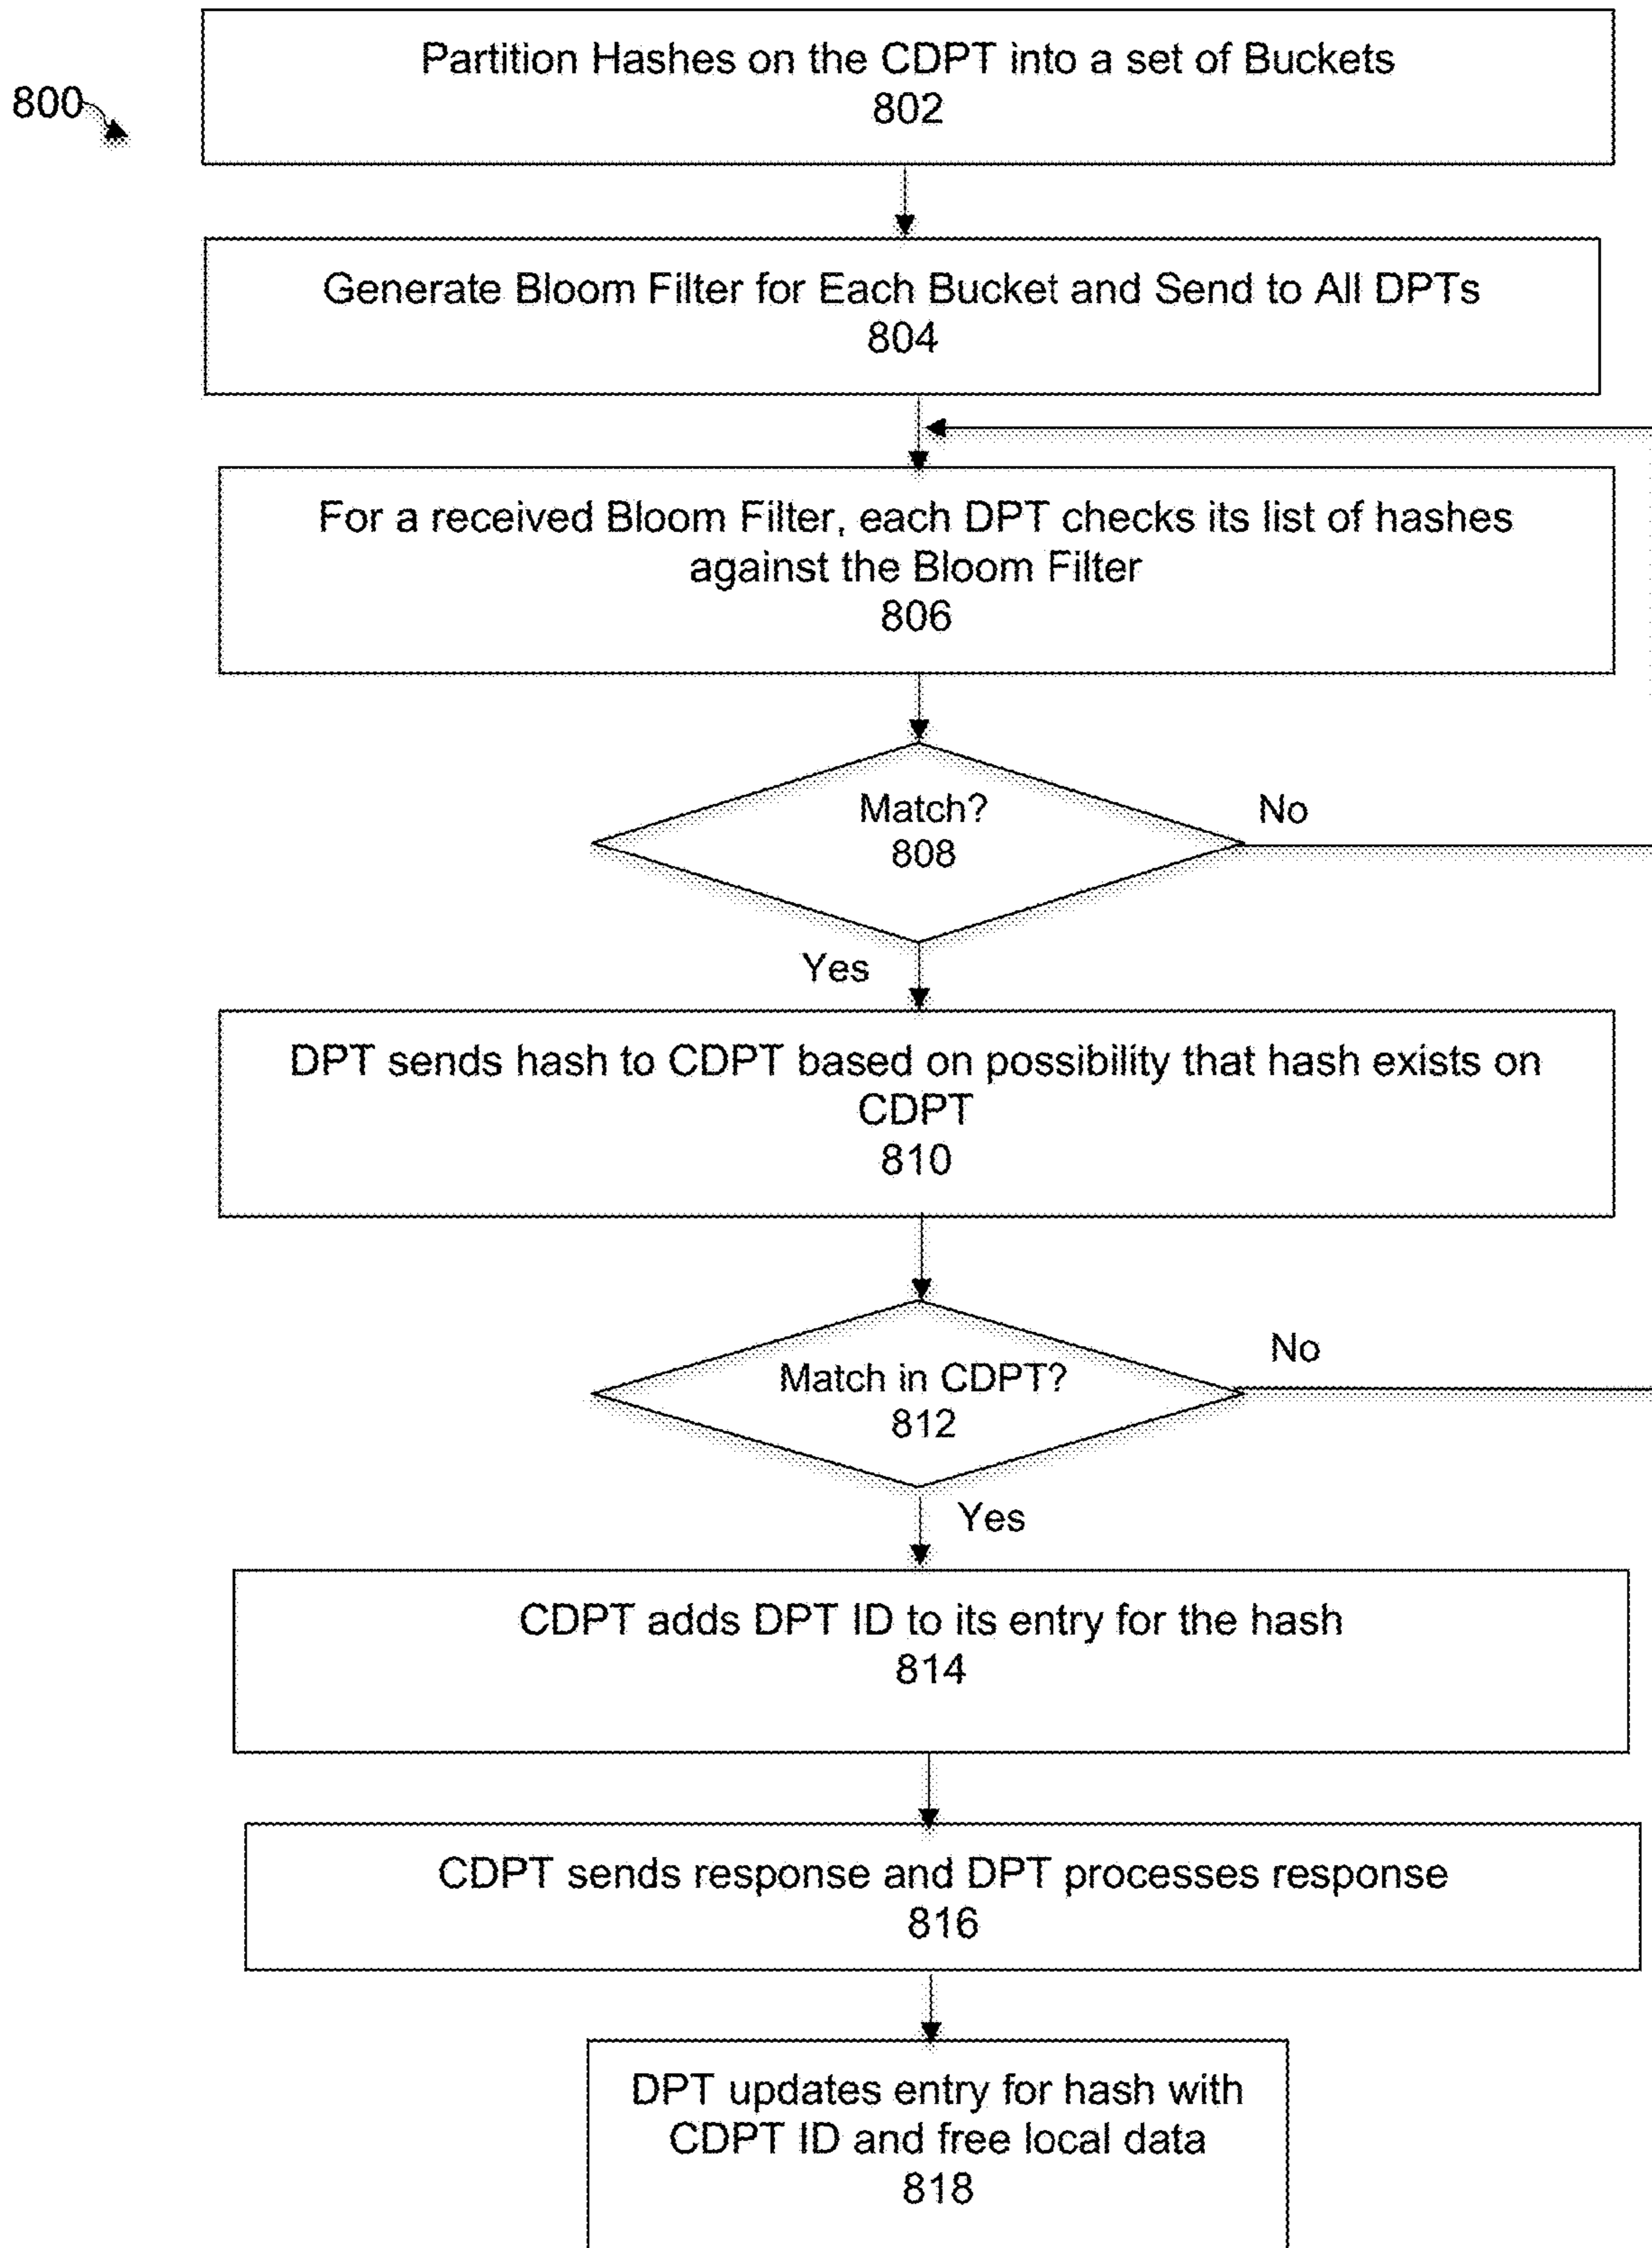 Partition Hashes on the CDPT into a set of Buckets
802
800
Generate Bloom Filter for Each Bucket and Send to All DPTs
804
For a received Bloom Filter, each DPT checks its list of hashes
against the Bloom Filter
806
Match?
808
No
Yes
DPT sends hash to CDPT based on possibility that hash exists on
CDPT
810
Match in CDPT?
812
No
Yes
CDPT adds DPT ID to its entry for the hash
814
CDPT sends response and DPT processes response
816
DPT updates entry for hash with
CDPT ID and free local data
818